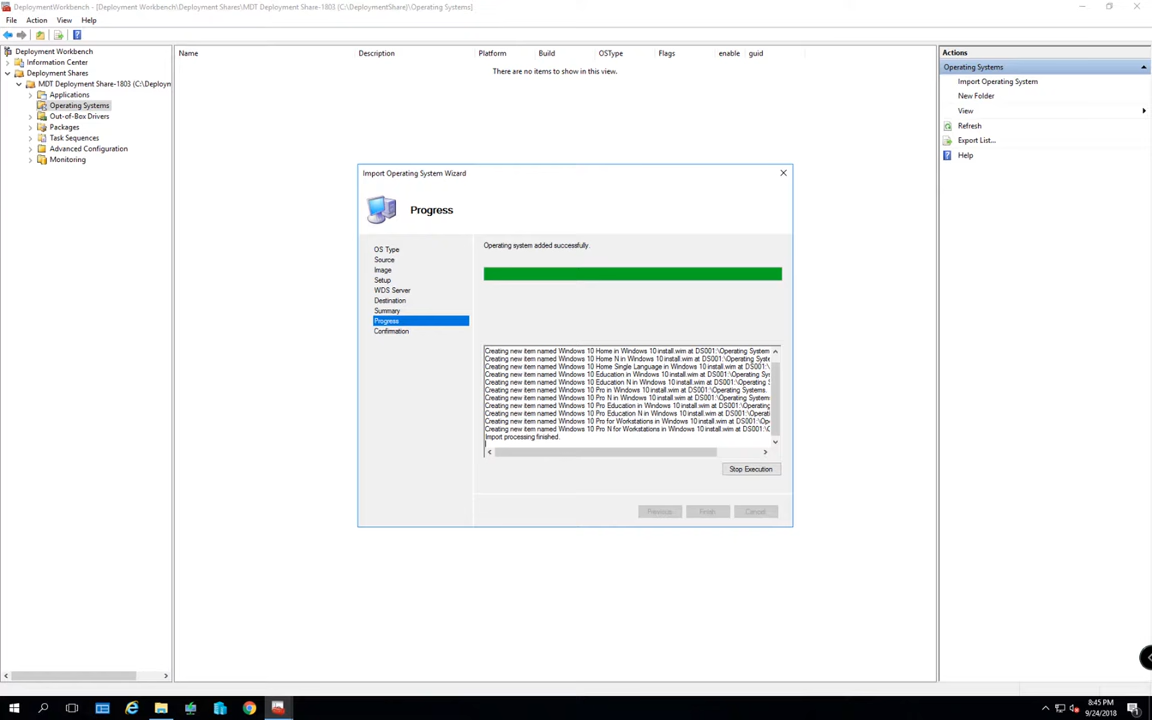 DeploymentWorkbench - [Deployment Workbench\Deployment Shares\MDT Deployment Share-1803 (C:\DeploymentShare)\Operating Systems]
File Action View Help
Deployment Workbench
Information Center
Deployment Shares
MDT Deployment Share-1803 (C:\Deploym
Applications
Operating Systems
Out-of-Box Drivers
Packages
Task Sequences
Advanced Configuration
Monitoring
Name Description Platform Build OSType Flags enable guid
There are no items to show in this view.
Actions
Operating Systems
Import Operating System
New Folder
View
Refresh
Export List...
Help
Import Operating System Wizard
Progress
OS Type
Source
Image
Setup
WDS Server
Destination
Summary
Progress
Confirmation
Operating system added successfully.
Creating new item named Windows 10 Home in Windows 10 install.wim at DS001:\Operating System
Creating new item named Windows 10 Home N in Windows 10 install.wim at DS001:\Operating Syste
Creating new item named Windows 10 Home Single Language in Windows 10 install.wim at DS001:\
Creating new item named Windows 10 Education in Windows 10 install.wim at DS001:\Operating Sy
Creating new item named Windows 10 Education N in Windows 10 install.wim at DS001:\Operating
Creating new item named Windows 10 Pro in Windows 10 install.wim at DS001:\Operating Systems.
Creating new item named Windows 10 Pro N in Windows 10 install.wim at DS001:\Operating Systems
Creating new item named Windows 10 Pro Education in Windows 10 install.wim at DS001:\Operating
Creating new item named Windows 10 Pro Education N in Windows 10 install.wim at DS001:\Operati
Creating new item named Windows 10 Pro for Workstations in Windows 10 install.wim at DS001:\Ope
Creating new item named Windows 10 Pro N for Workstations in Windows 10 install.wim at DS001:\C
Import processing finished.
Stop Execution
Previous Finish Cancel
8:45 PM
9/24/2018